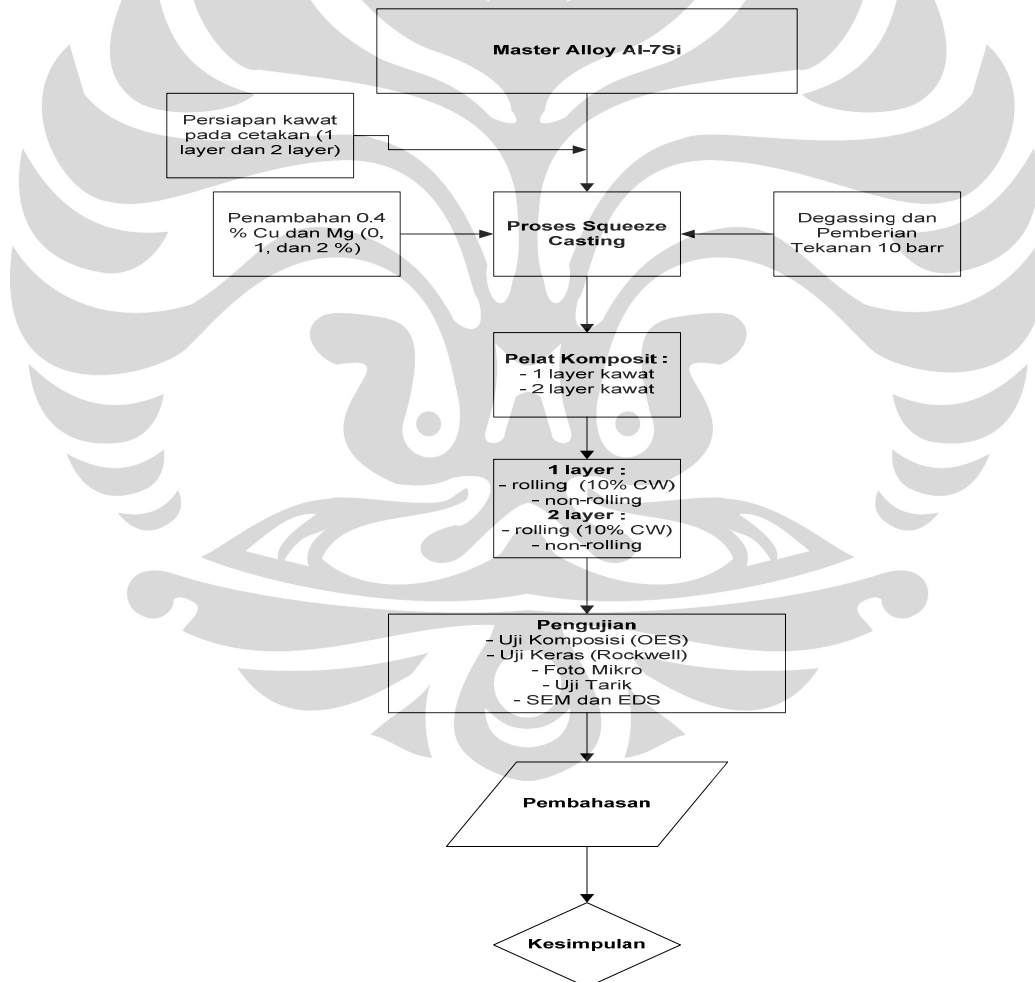 Master Alloy Al-7Si
Persiapan kawat
pada cetakan (1
layer dan 2 layer)
Penambahan 0.4
% Cu dan Mg (0,
1, dan 2 %)
Proses Squeeze
Casting
Degassing dan
Pemberian
Tekanan 10 barr
Pelat Komposit :
- 1 layer kawat
- 2 layer kawat
1 layer :
- rolling (10% CW)
- non-rolling
2 layer :
- rolling (10% CW)
- non-rolling
Pengujian
- Uji Komposisi (OES)
- Uji Keras (Rockwell)
- Foto Mikro
- Uji Tarik
- SEM dan EDS
Pembahasan
Kesimpulan